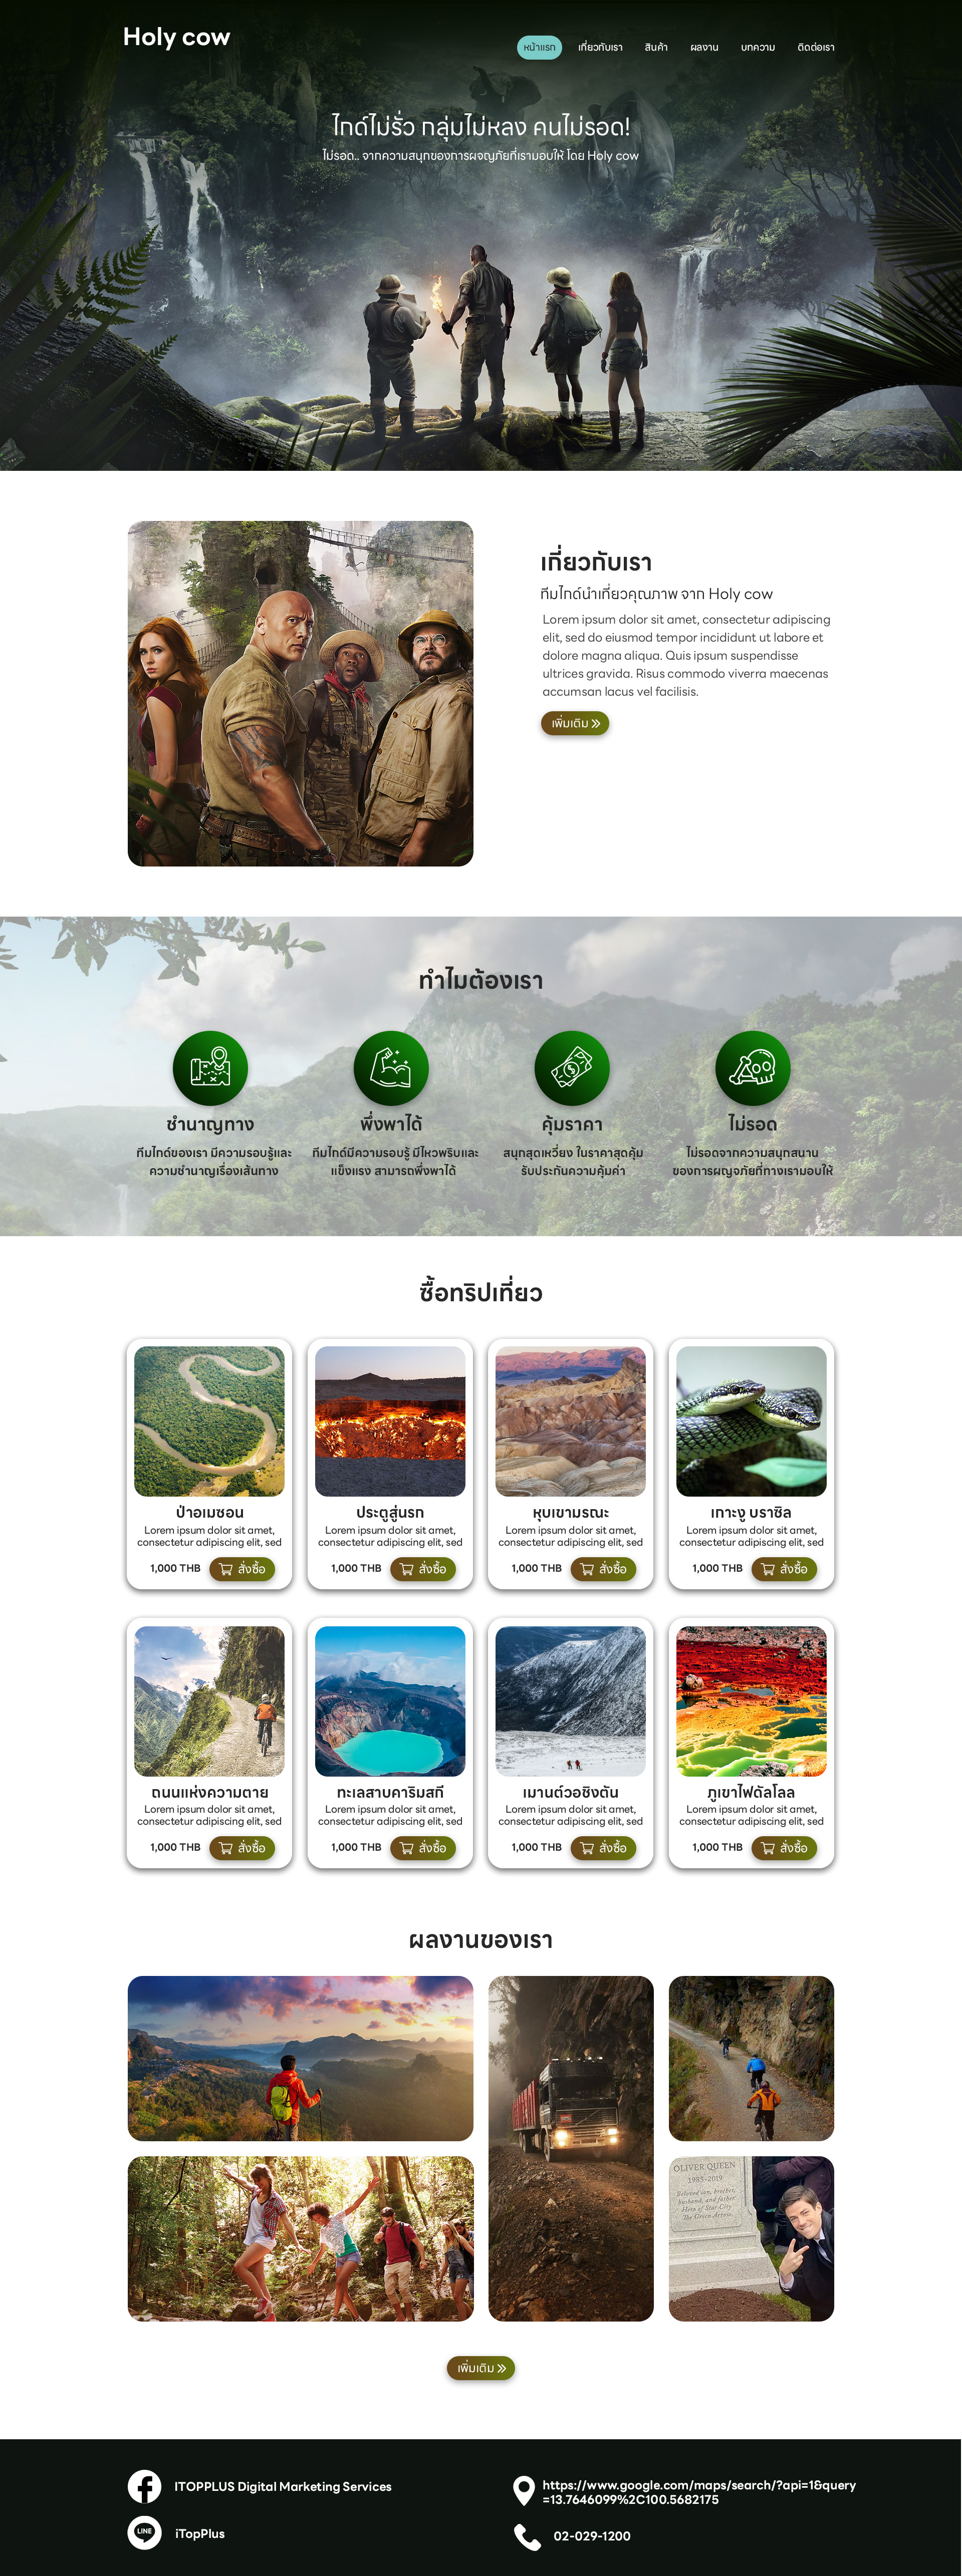 Holy cow
หน้าแรก เกี่ยวกับเรา สินค้า ผลงาน บทความ ติดต่อเรา
ไกด์ไม่รั่ว กลุ่มไม่หลง คนไม่รอด!
ไม่รอด.. จากความสนุกของการผจญภัยที่เรามอบให้ โดย Holy cow
เกี่ยวกับเรา
ทีมไกด์นำเที่ยวคุณภาพ จาก Holy cow
Lorem ipsum dolor sit amet, consectetur adipiscing
elit, sed do eiusmod tempor incididunt ut labore et
dolore magna aliqua. Quis ipsum suspendisse
ultrices gravida. Risus commodo viverra maecenas
accumsan lacus vel facilisis.
เพิ่มเติม
ทำไมต้องเรา
ชำนาญทาง
ทีมไกด์ของเรา มีความรอบรู้และ
ความชำนาญเรื่องเส้นทาง
พึ่งพาได้
ทีมไกด์มีความรอบรู้ มีไหวพริบและ
แข็งแรง สามารถพึ่งพาได้
คุ้มราคา
สนุกสุดเหวี่ยง ในราคาสุดคุ้ม
รับประกันความคุ้มค่า
ไม่รอด
ไม่รอดจากความสนุกสนาน
ของการผญจภัยที่ทางเรามอบให้
ซื้อทริปเที่ยว
ป่าอเมซอน
Lorem ipsum dolor sit amet,
consectetur adipiscing elit, sed
1,000 THB สั่งซื้อ
ประตูสู่นรก
Lorem ipsum dolor sit amet,
consectetur adipiscing elit, sed
1,000 THB สั่งซื้อ
หุบเขามรณะ
Lorem ipsum dolor sit amet,
consectetur adipiscing elit, sed
1,000 THB สั่งซื้อ
เกาะงู บราซิล
Lorem ipsum dolor sit amet,
consectetur adipiscing elit, sed
1,000 THB สั่งซื้อ
ถนนแห่งความตาย
Lorem ipsum dolor sit amet,
consectetur adipiscing elit, sed
1,000 THB สั่งซื้อ
ทะเลสาบคาริมสกี
Lorem ipsum dolor sit amet,
consectetur adipiscing elit, sed
1,000 THB สั่งซื้อ
เมานต์วอชิงตัน
Lorem ipsum dolor sit amet,
consectetur adipiscing elit, sed
1,000 THB สั่งซื้อ
ภูเขาไฟดัลโลล
Lorem ipsum dolor sit amet,
consectetur adipiscing elit, sed
1,000 THB สั่งซื้อ
ผลงานของเรา
OLIVER QUEEN
1985-2019
Beloved son, brother,
husband, and father
Hero of Star City
The Green Arrow
เพิ่มเติม
ITOPPLUS Digital Marketing Services
LINE
iTopPlus
https://www.google.com/maps/search/?api=1&query
=13.7646099%2C100.5682175
02-029-1200